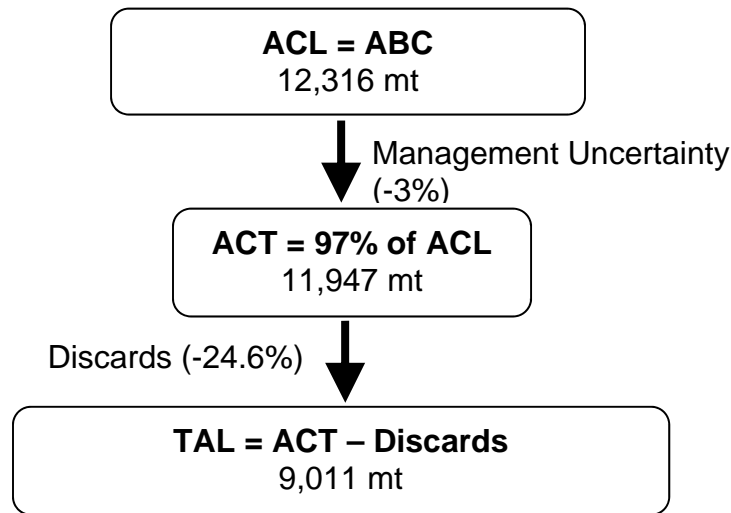 ACL = ABC
12,316 mt
Management Uncertainty
(-3%)
ACT = 97% of ACL
11,947 mt
Discards (-24.6%)
TAL = ACT – Discards
9,011 mt